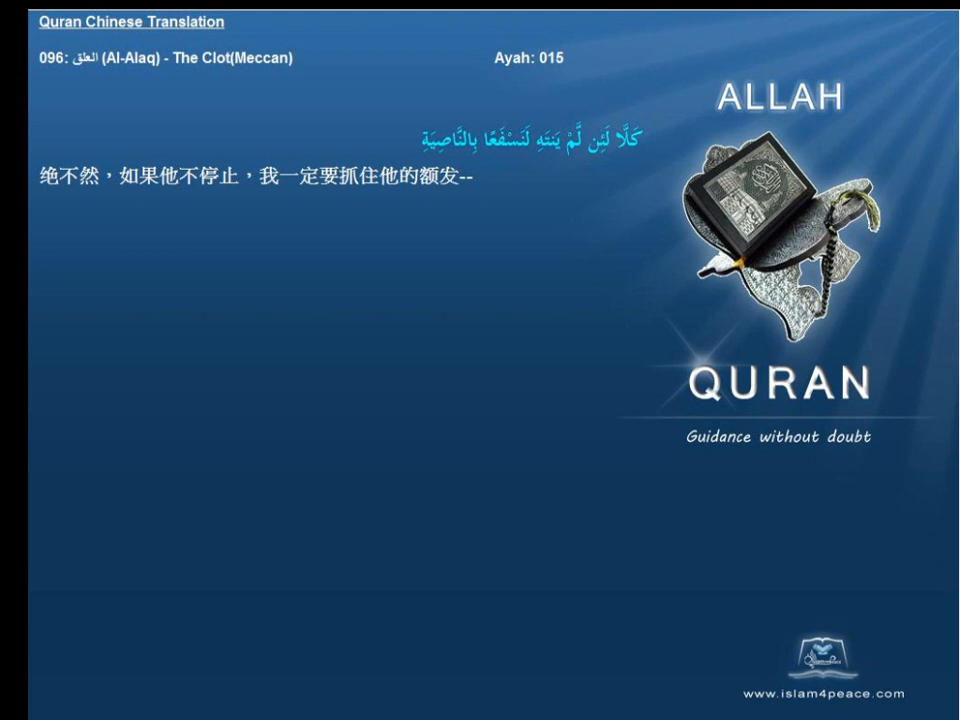 Quran Chinese Translation
096: العلق (Al-Alaq) - The Clot(Meccan) Ayah: 015
كَلَّا لَئِن لَّمْ يَنتَهِ لَنَسْفَعًا بِالنَّاصِيَةِ
绝不然，如果他不停止，我一定要抓住他的额发--
ALLAH
QURAN
Guidance without doubt
www.islam4peace.com